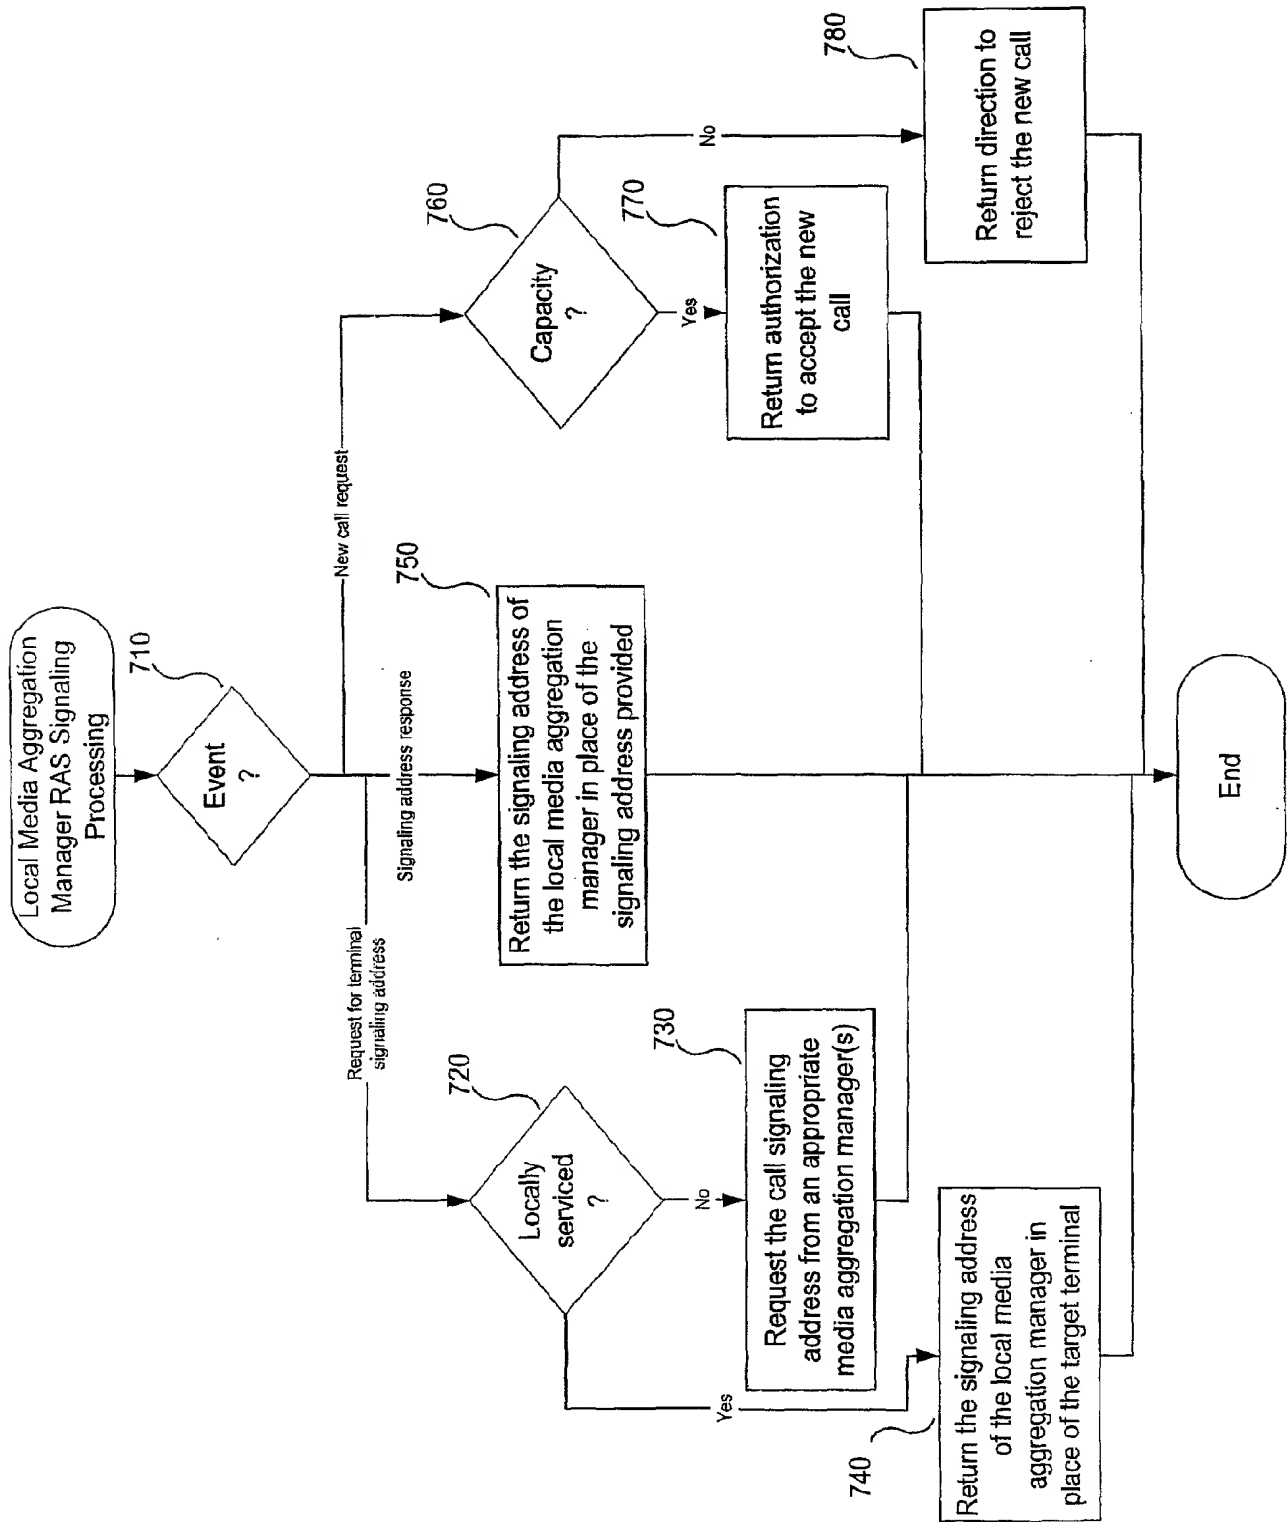 Local Media Aggregation
Manager RAS Signaling
Processing
710
Event
?
Request for terminal
signaling address
Signaling address response
New call request
720
Locally
serviced
?
No
Yes
730
Request the call signaling
address from an appropriate
media aggregation manager(s)
740
Return the signaling address
of the local media
aggregation manager in
place of the target terminal
750
Return the signaling address of
the local media aggregation
manager in place of the
signaling address provided
760
Capacity
?
Yes
No
770
Return authorization
to accept the new
call
780
Return direction to
reject the new call
End